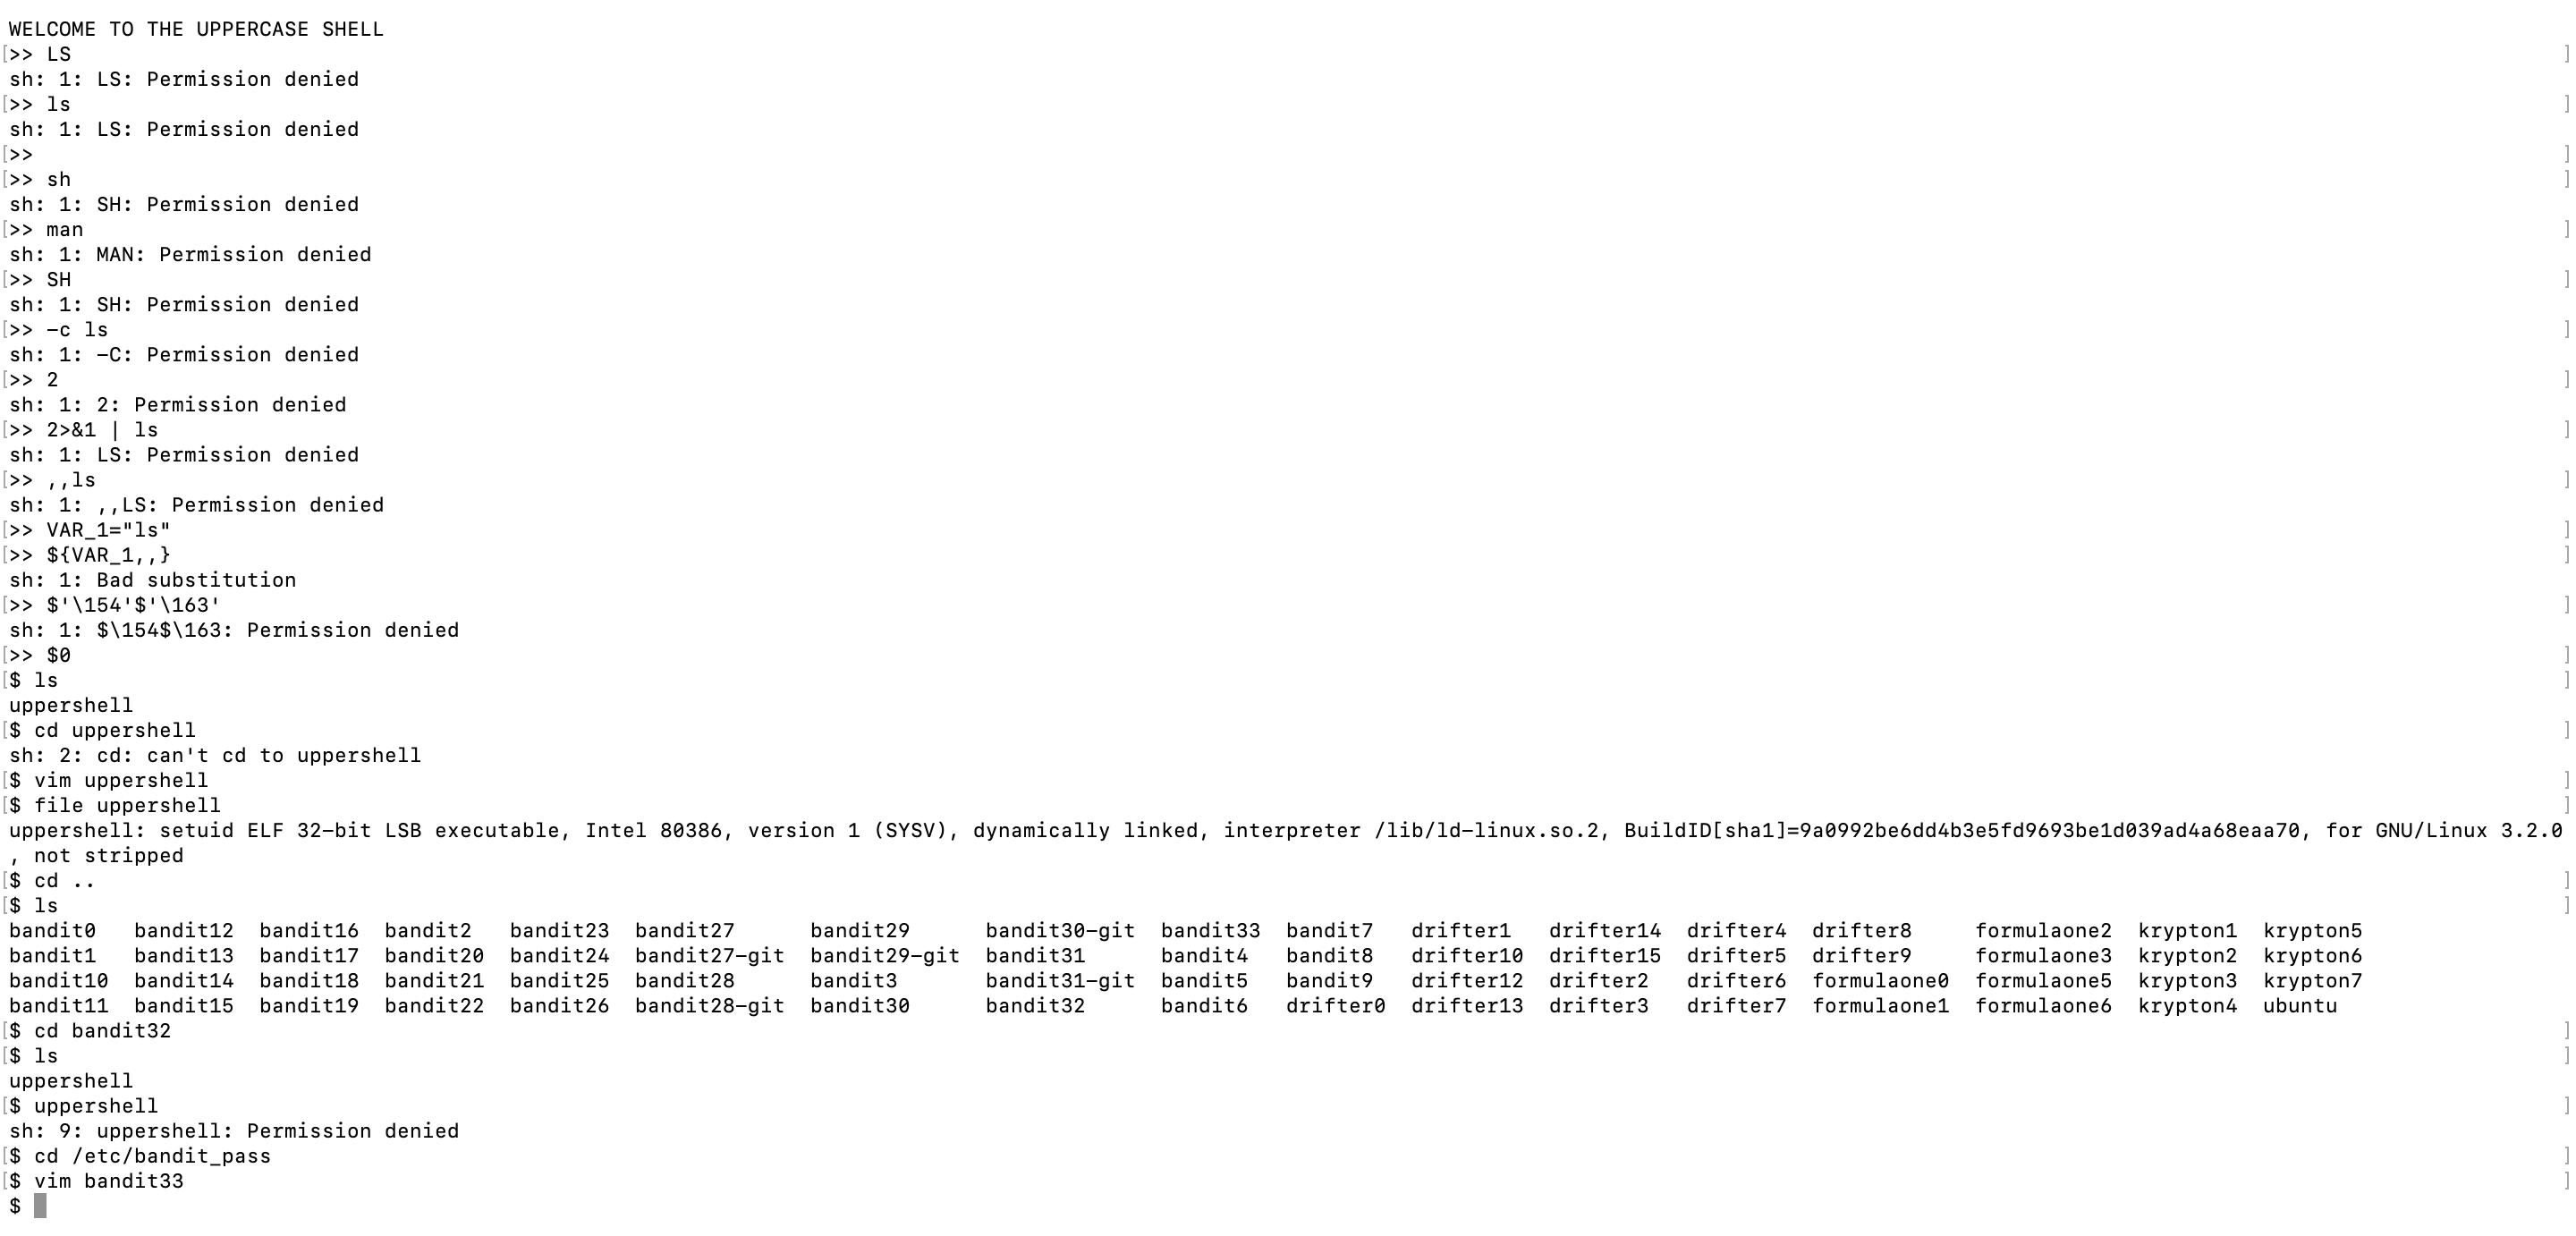 WELCOME TO THE UPPERCASE SHELL
[>> LS ]
sh: 1: LS: Permission denied
[>> ls ]
sh: 1: LS: Permission denied
[>> ]
[>> sh ]
sh: 1: SH: Permission denied
[>> man ]
sh: 1: MAN: Permission denied
[>> SH ]
sh: 1: SH: Permission denied
[>> -c ls ]
sh: 1: -C: Permission denied
[>> 2 ]
sh: 1: 2: Permission denied
[>> 2>&1 | ls ]
sh: 1: LS: Permission denied
[>> ,,ls ]
sh: 1: ,,LS: Permission denied
[>> VAR_1="ls" ]
[>> ${VAR_1,,} ]
sh: 1: Bad substitution
[>> $'\154'$'\163' ]
sh: 1: $\154$\163: Permission denied
[>> $0 ]
[$ ls ]
uppershell
[$ cd uppershell ]
sh: 2: cd: can't cd to uppershell
[$ vim uppershell ]
[$ file uppershell ]
uppershell: setuid ELF 32-bit LSB executable, Intel 80386, version 1 (SYSV), dynamically linked, interpreter /lib/ld-linux.so.2, BuildID[sha1]=9a0992be6dd4b3e5fd9693be1d039ad4a68eaa70, for GNU/Linux 3.2.0
, not stripped
[$ cd .. ]
[$ ls ]
bandit0 bandit12 bandit16 bandit2 bandit23 bandit27 bandit29 bandit30-git bandit33 bandit7 drifter1 drifter14 drifter4 drifter8 formulaone2 krypton1 krypton5
bandit1 bandit13 bandit17 bandit20 bandit24 bandit27-git bandit29-git bandit31 bandit4 bandit8 drifter10 drifter15 drifter5 drifter9 formulaone3 krypton2 krypton6
bandit10 bandit14 bandit18 bandit21 bandit25 bandit28 bandit3 bandit31-git bandit5 bandit9 drifter12 drifter2 drifter6 formulaone0 formulaone5 krypton3 krypton7
bandit11 bandit15 bandit19 bandit22 bandit26 bandit28-git bandit30 bandit32 bandit6 drifter0 drifter13 drifter3 drifter7 formulaone1 formulaone6 krypton4 ubuntu
[$ cd bandit32 ]
[$ ls ]
uppershell
[$ uppershell ]
sh: 9: uppershell: Permission denied
[$ cd /etc/bandit_pass ]
[$ vim bandit33 ]
$